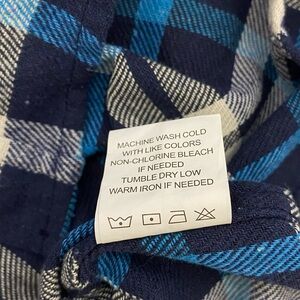 MACHINE WASH COLD
WITH LIKE COLORS
NON-CHLORINE BLEACH
IF NEEDED
TUMBLE DRY LOW
WARM IRON IF NEEDED